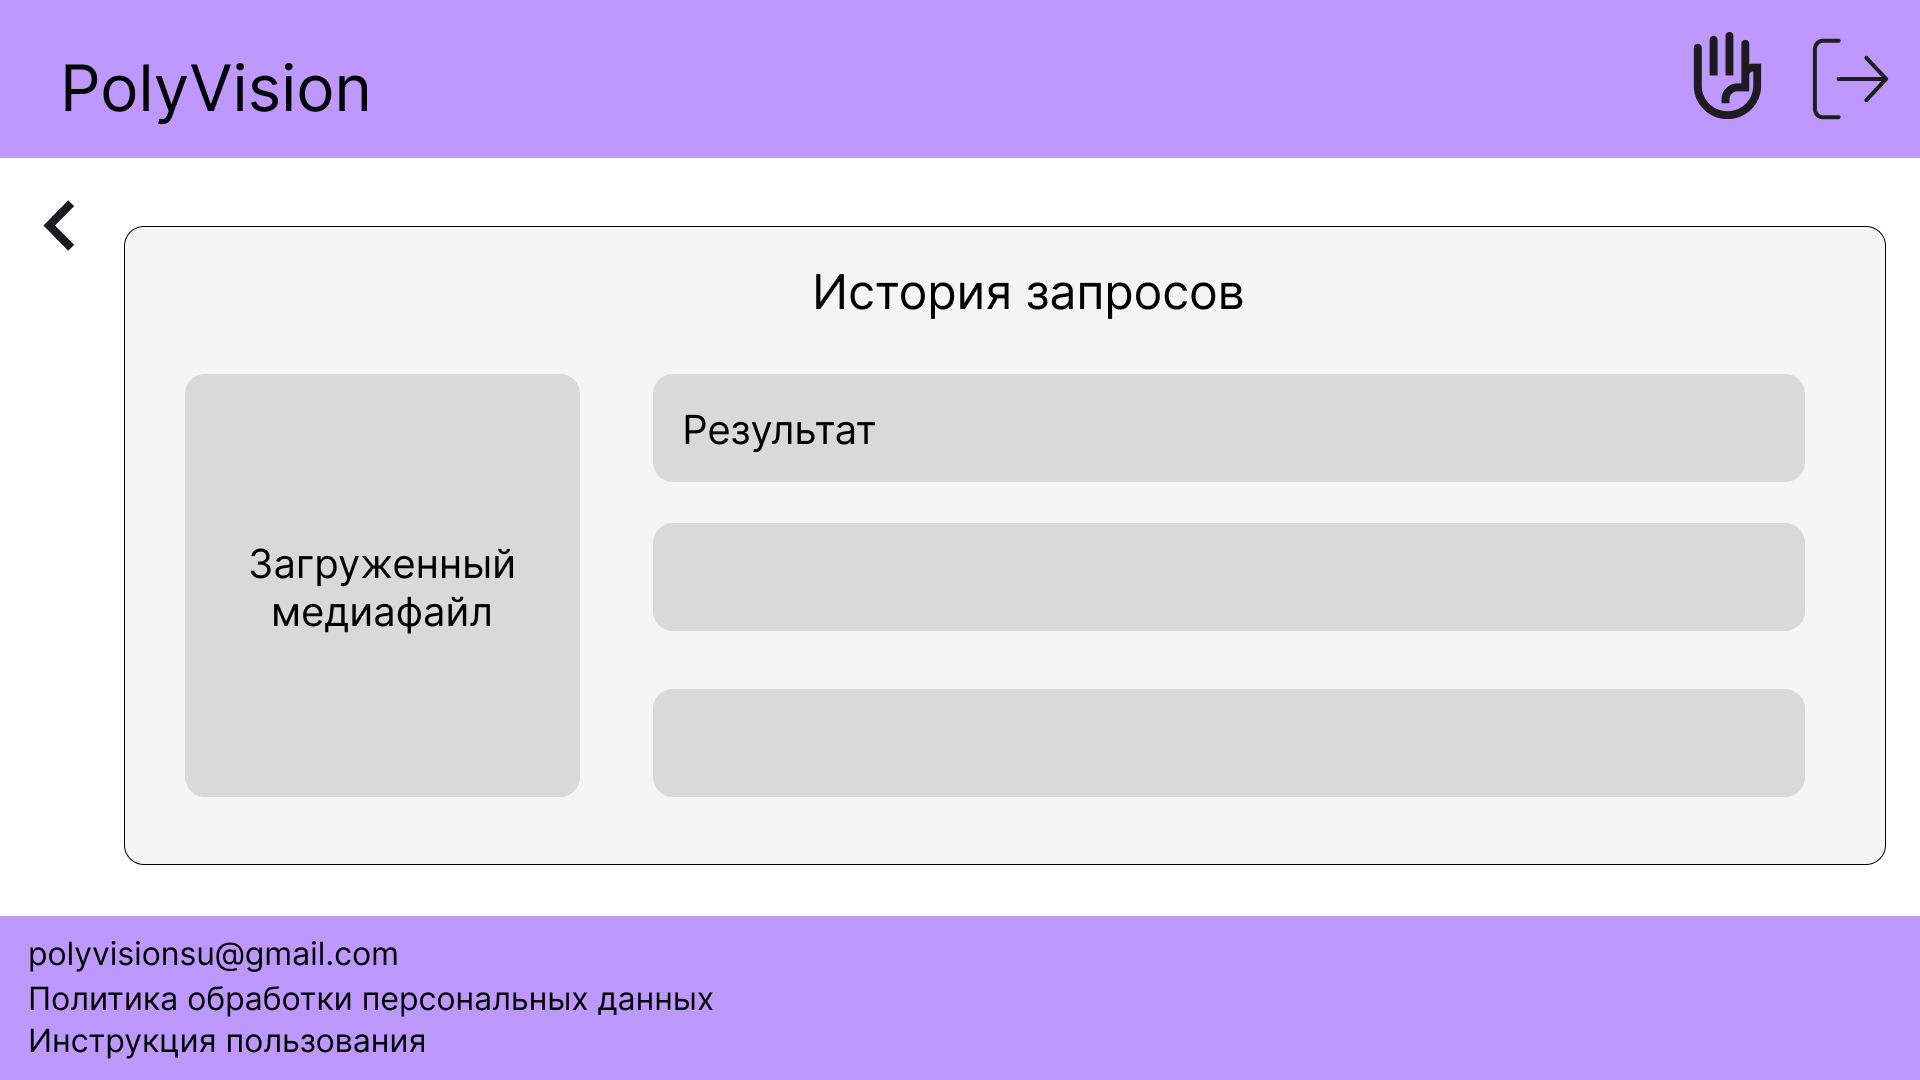 PolyVision
История запросов
Загруженный
медиафайл
Результат
polyvisionsu@gmail.com
Политика обработки персональных данных
Инструкция пользования